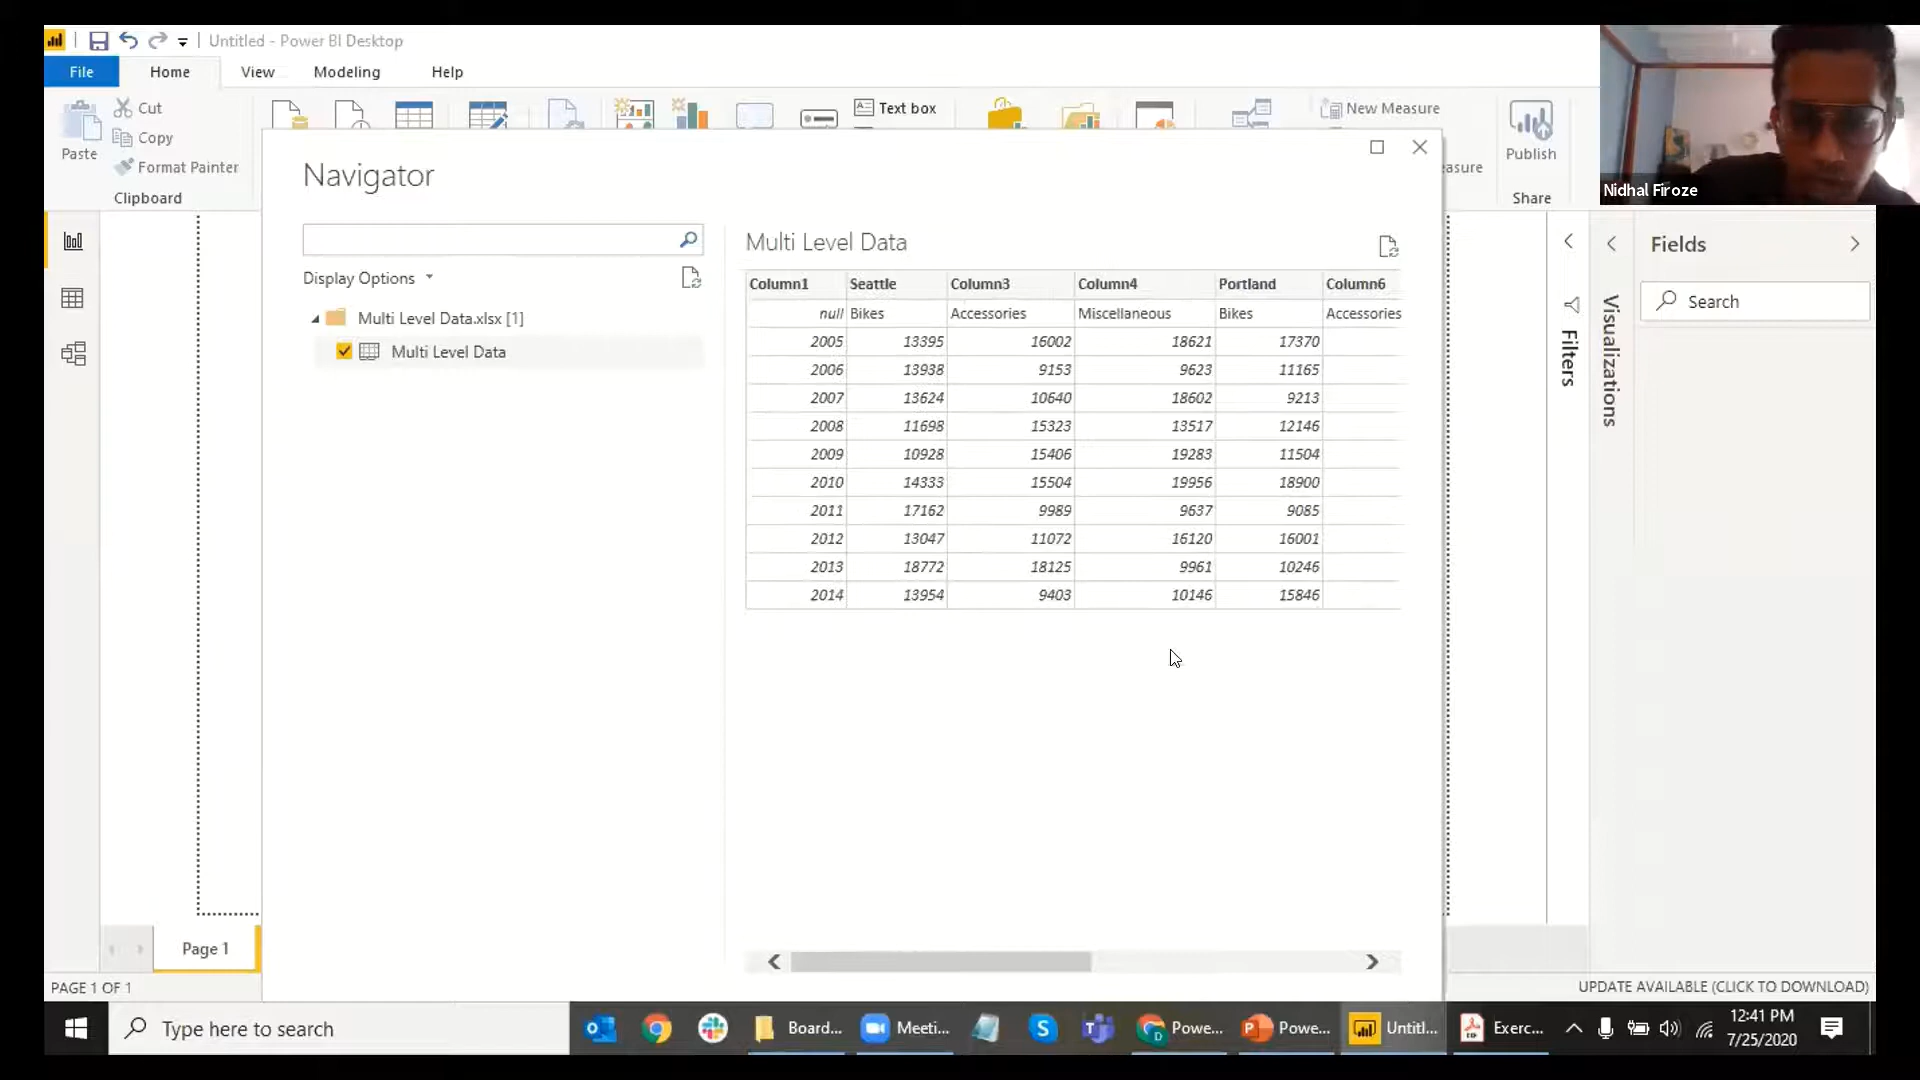 Untitled - Power BI Desktop
File Home View Modeling Help
Paste
Cut
Copy
Format Painter
Clipboard
Text box
New Measure
easure
Publish
Share
Nidhal Firoze
Navigator
Display Options
Multi Level Data.xlsx [1]
Multi Level Data
Multi Level Data
Column1 Seattle Column3 Column4 Portland Column6
null Bikes Accessories Miscellaneous Bikes Accessories
2005 13395 16002 18621 17370
2006 13938 9153 9623 11165
2007 13624 10640 18602 9213
2008 11698 15323 13517 12146
2009 10928 15406 19283 11504
2010 14333 15504 19956 18900
2011 17162 9989 9637 9085
2012 13047 11072 16120 16001
2013 18772 18125 9961 10246
2014 13954 9403 10146 15846
Filters
Visualizations
Fields
Search
Page 1
PAGE 1 OF 1
UPDATE AVAILABLE (CLICK TO DOWNLOAD)
Type here to search
Board...
Meeti...
Powe...
Powe...
Untitl...
Exerc...
12:41 PM
7/25/2020